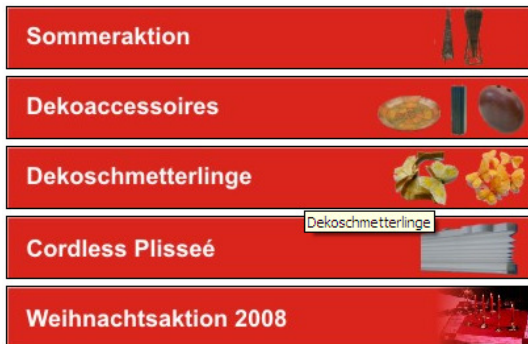 Sommeraktion
Dekoaccessoires
Dekoschmetterlinge
Dekoschmetterlinge
Cordless Plisseé
Weihnachtsaktion 2008